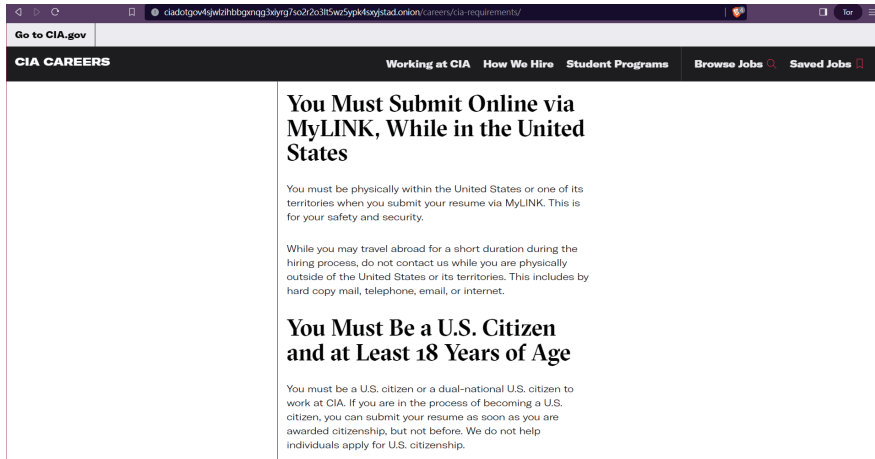 ciadotgov4sjwlzihbbgxnqg3xiyrg7so2r2o3lt5wz5ypk4sxyjstad.onion/careers/cia-requirements/
Tor
Go to CIA.gov
CIA CAREERS
Working at CIA How We Hire Student Programs Browse Jobs Saved Jobs
You Must Submit Online via
MyLINK, While in the United
States
You must be physically within the United States or one of its
territories when you submit your resume via MyLINK. This is
for your safety and security.
While you may travel abroad for a short duration during the
hiring process, do not contact us while you are physically
outside of the United States or its territories. This includes by
hard copy mail, telephone, email, or internet.
You Must Be a U.S. Citizen
and at Least 18 Years of Age
You must be a U.S. citizen or a dual-national U.S. citizen to
work at CIA. If you are in the process of becoming a U.S.
citizen, you can submit your resume as soon as you are
awarded citizenship, but not before. We do not help
individuals apply for U.S. citizenship.